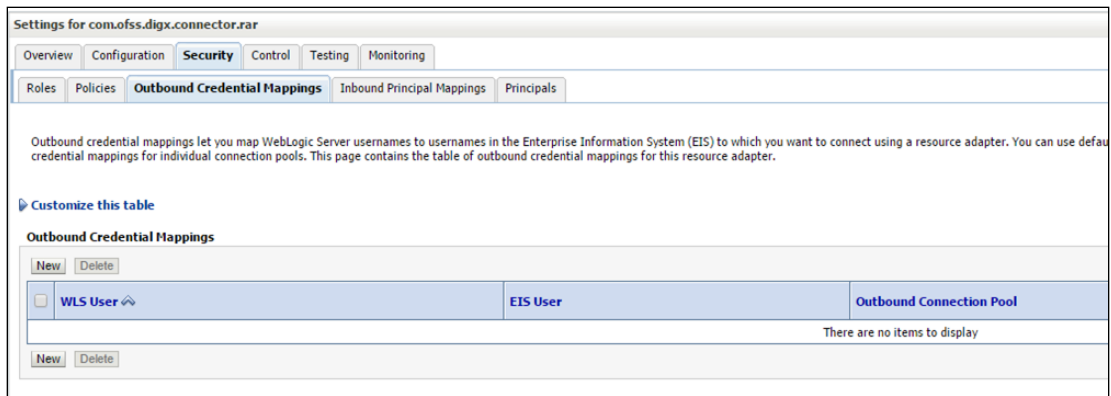 Settings for com.ofss.digx.connector.rar
Overview Configuration Security Control Testing Monitoring
Roles Policies Outbound Credential Mappings Inbound Principal Mappings Principals
Outbound credential mappings let you map WebLogic Server usernames to usernames in the Enterprise Information System (EIS) to which you want to connect using a resource adapter. You can use defau
credential mappings for individual connection pools. This page contains the table of outbound credential mappings for this resource adapter.
Customize this table
Outbound Credential Mappings
New Delete
WLS User EIS User Outbound Connection Pool
There are no items to display
New Delete